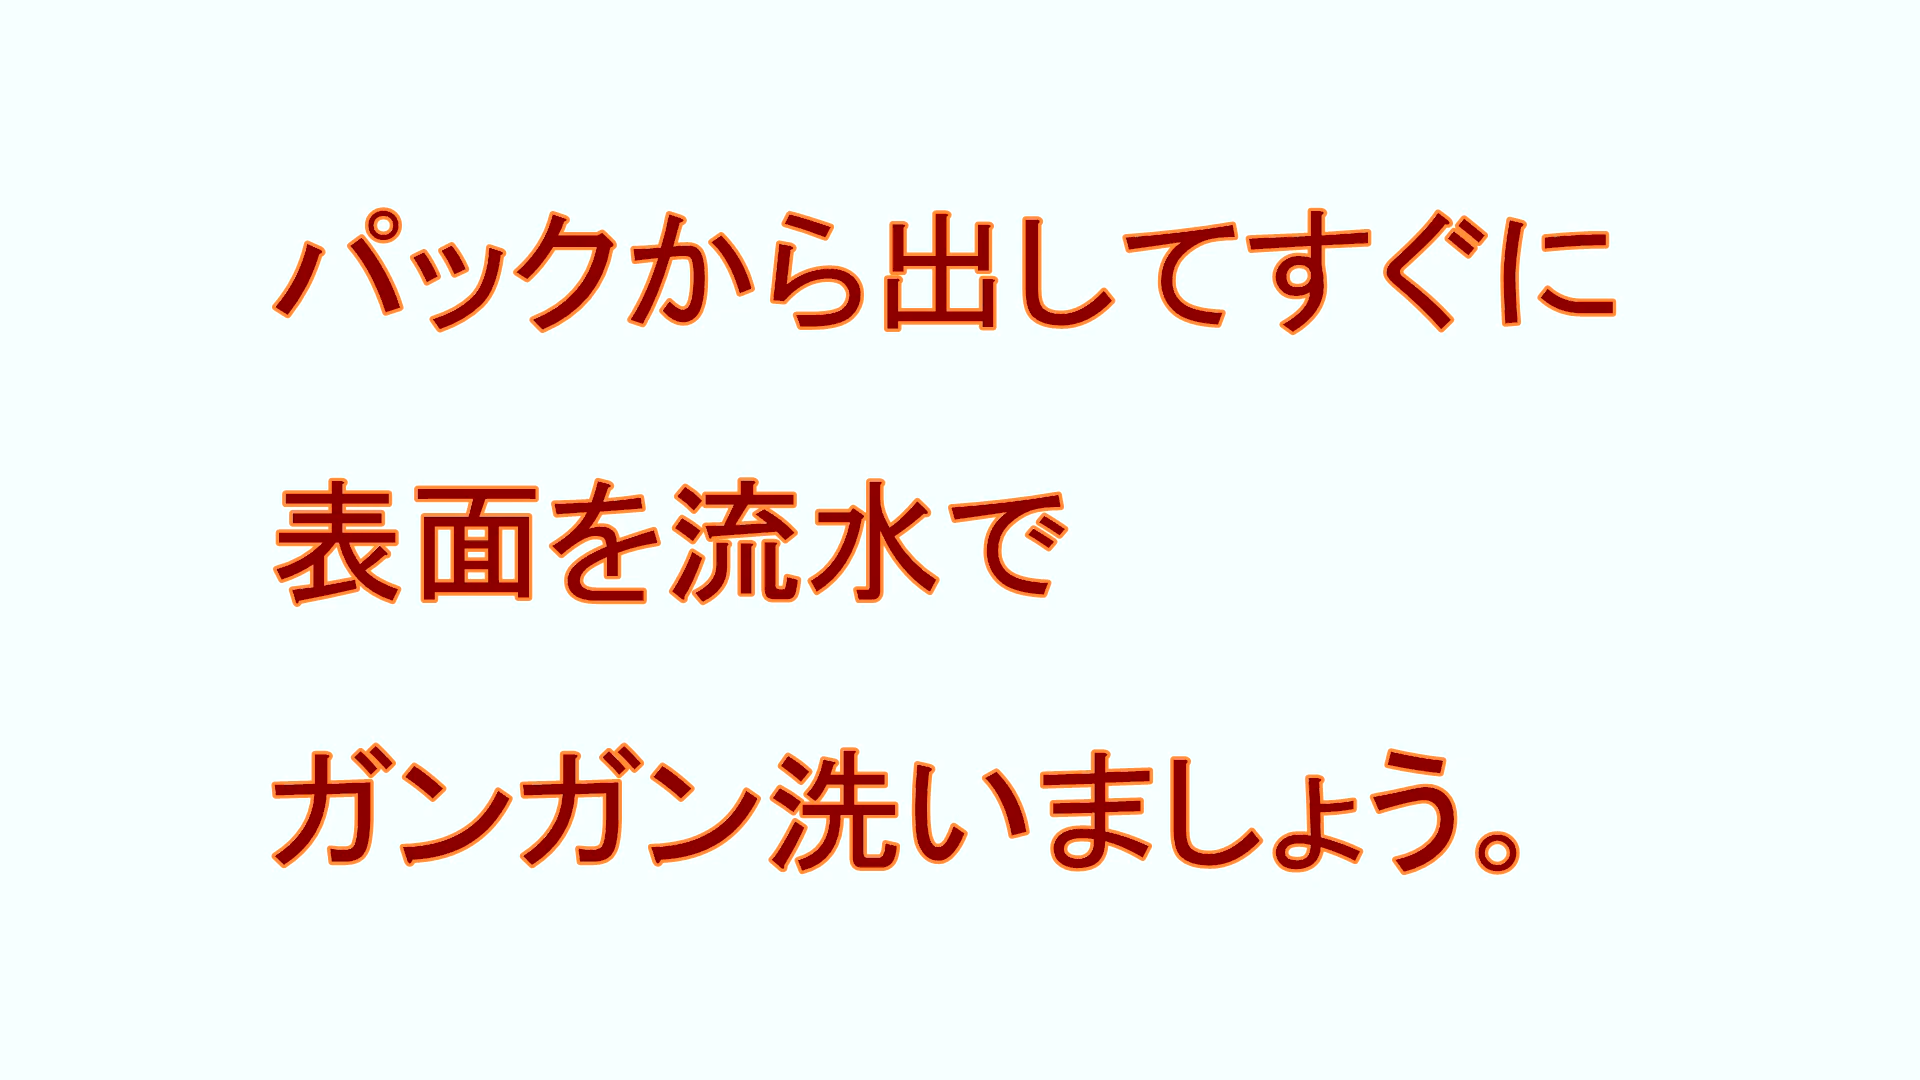 パックから出してすぐに
表面を流水で
ガンガン洗いましょう。